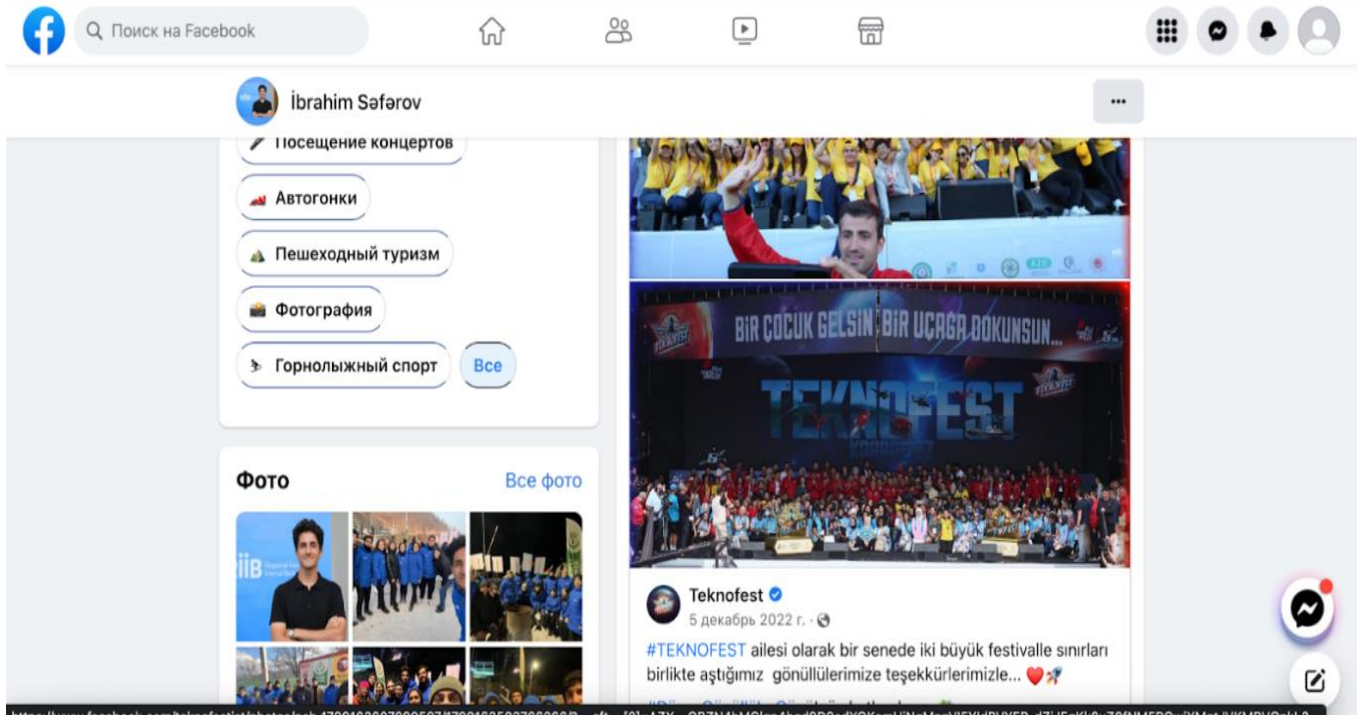 Поиск на Facebook
İbrahim Səfərov
Посещение концертов
Автогонки
Пешеходный туризм
Фотография
Горнолыжный спорт
Все
Фото
Все фото
BİR ÇOCUK GELSİN BİR UÇAĞA DOKUNSUN...
TEKNOFEST
Teknofest
5 декабрь 2022 г.
#TEKNOFEST ailesi olarak bir senede iki büyük festivalle sınırları
birlikte aştığımız gönüllülerimize teşekkürlerimizle...